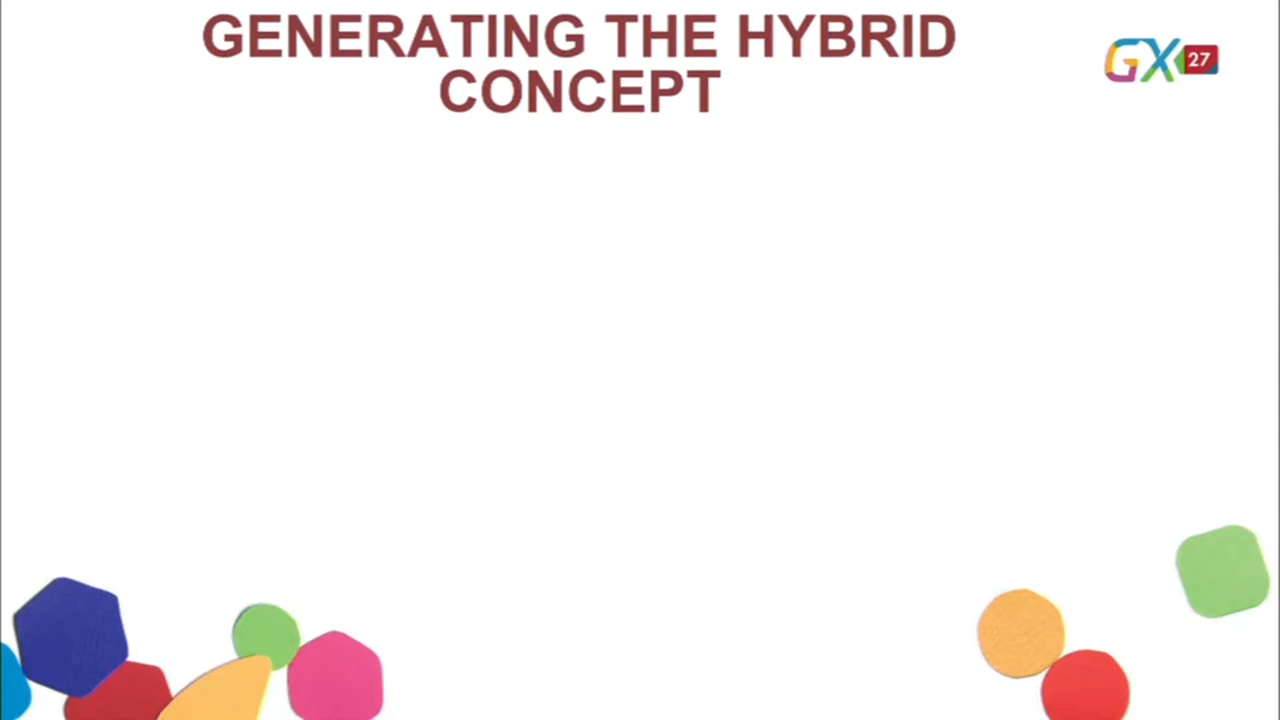 GENERATING THE HYBRID
CONCEPT
GX 27